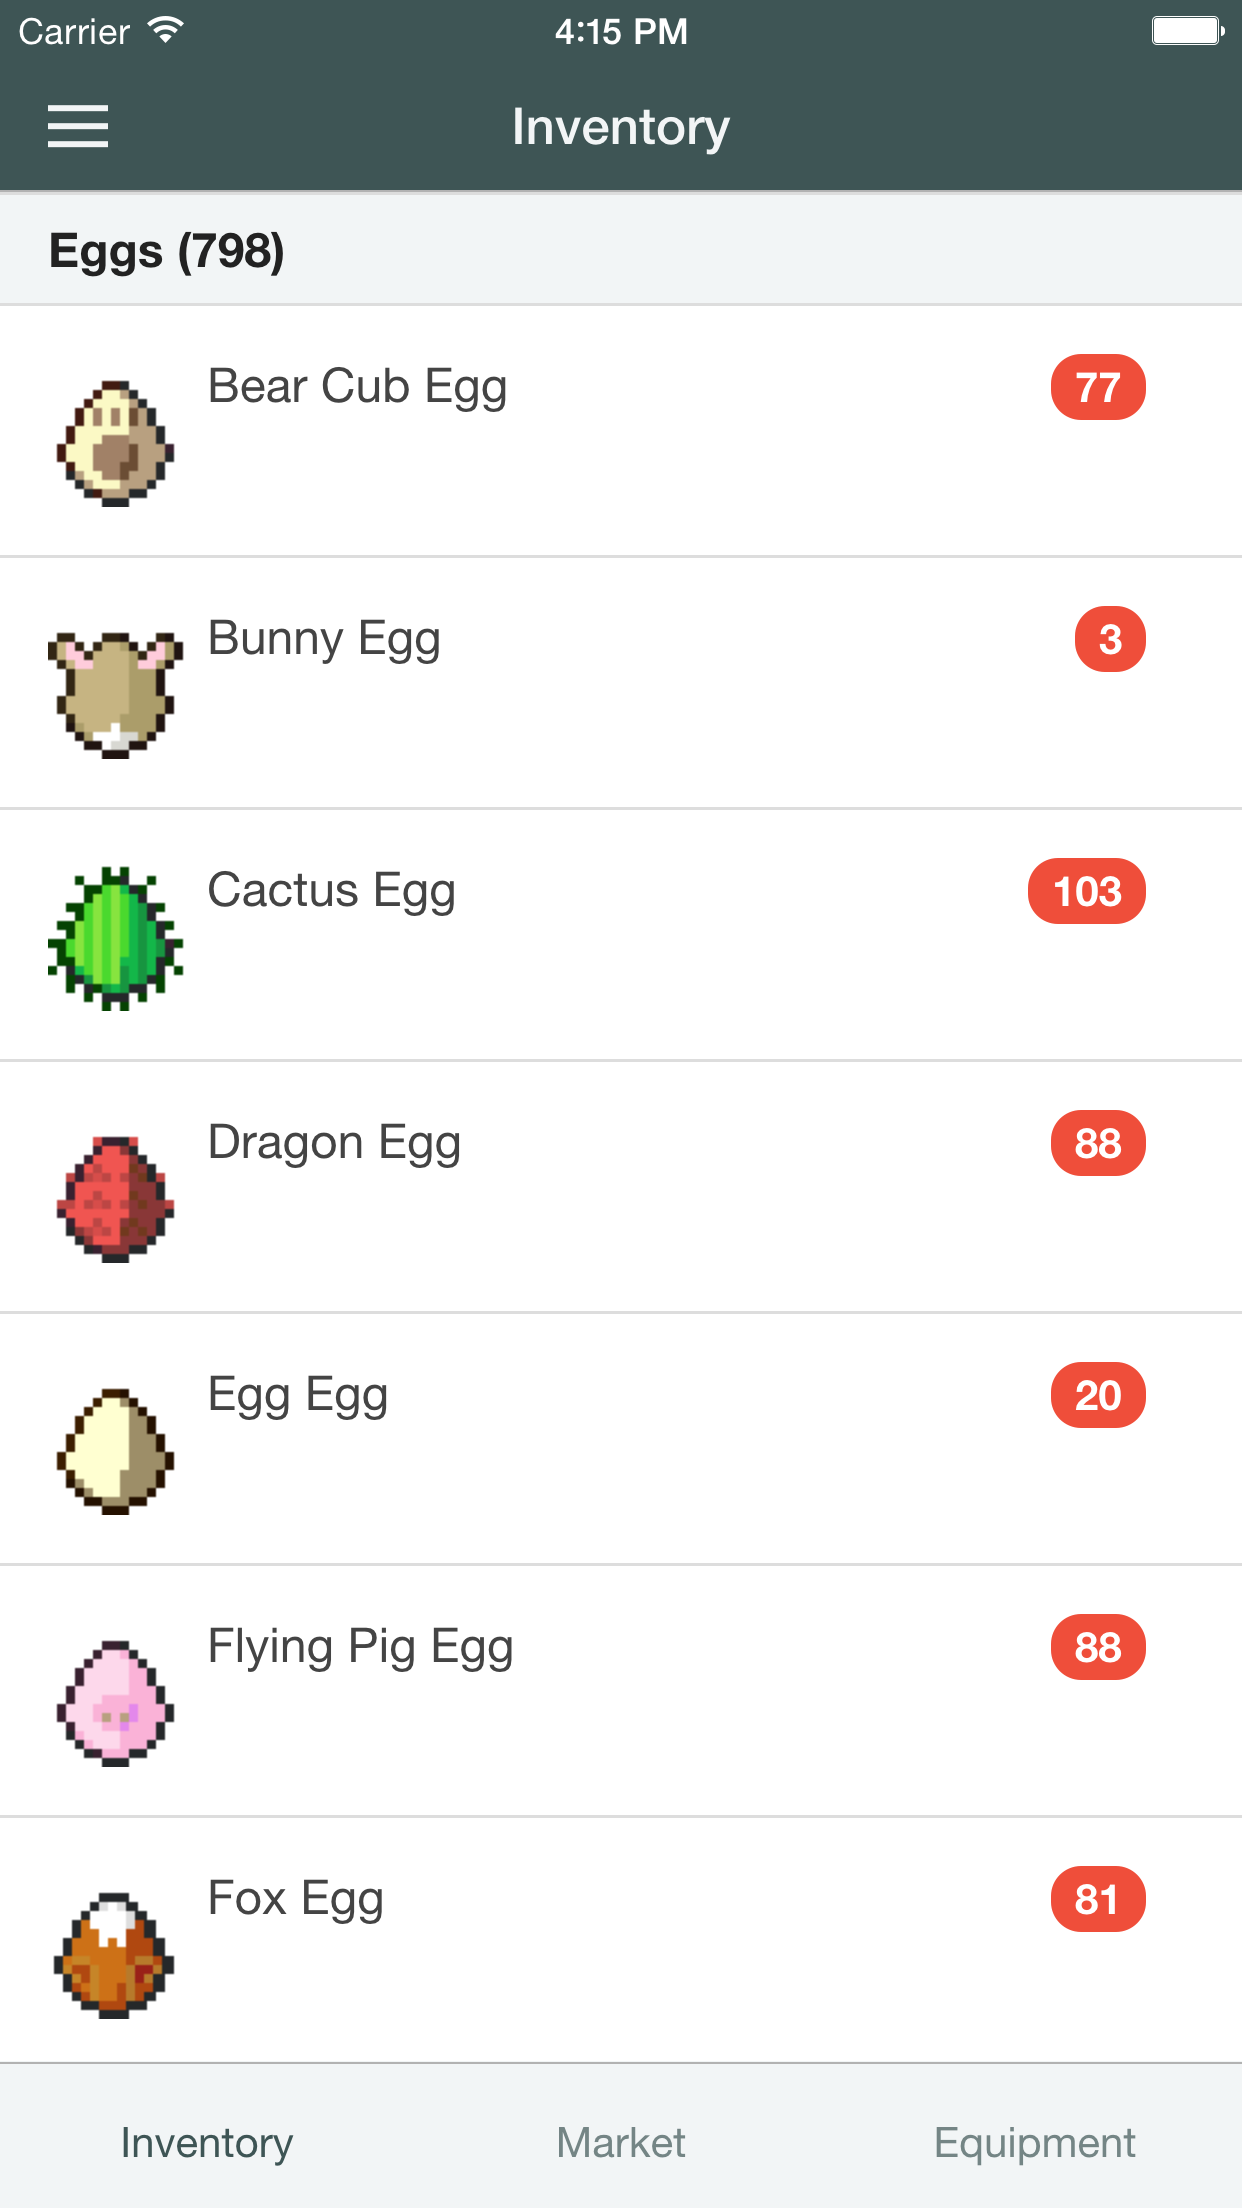 Carrier 4:15 PM
Inventory
Eggs (798)
Bear Cub Egg 77
Bunny Egg 3
Cactus Egg 103
Dragon Egg 88
Egg Egg 20
Flying Pig Egg 88
Fox Egg 81
Inventory Market Equipment